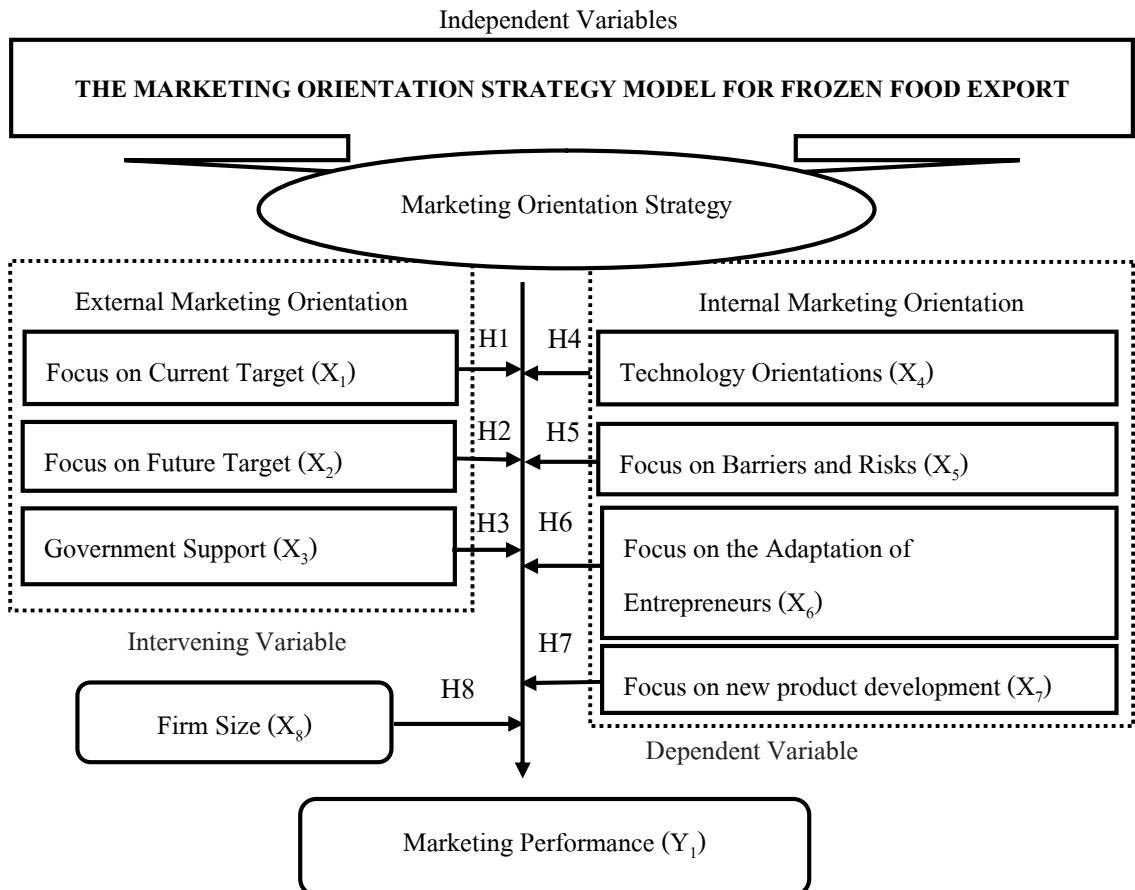 Independent Variables
THE MARKETING ORIENTATION STRATEGY MODEL FOR FROZEN FOOD EXPORT
Marketing Orientation Strategy
External Marketing Orientation
Focus on Current Target (X₁)
Focus on Future Target (X₂)
Government Support (X₃)
H1
H2
H3
Internal Marketing Orientation
Technology Orientations (X₄)
Focus on Barriers and Risks (X₅)
Focus on the Adaptation of
Entrepreneurs (X₆)
Focus on new product development (X₇)
H4
H5
H6
H7
Intervening Variable
Firm Size (X₈)
H8
Dependent Variable
Marketing Performance (Y₁)